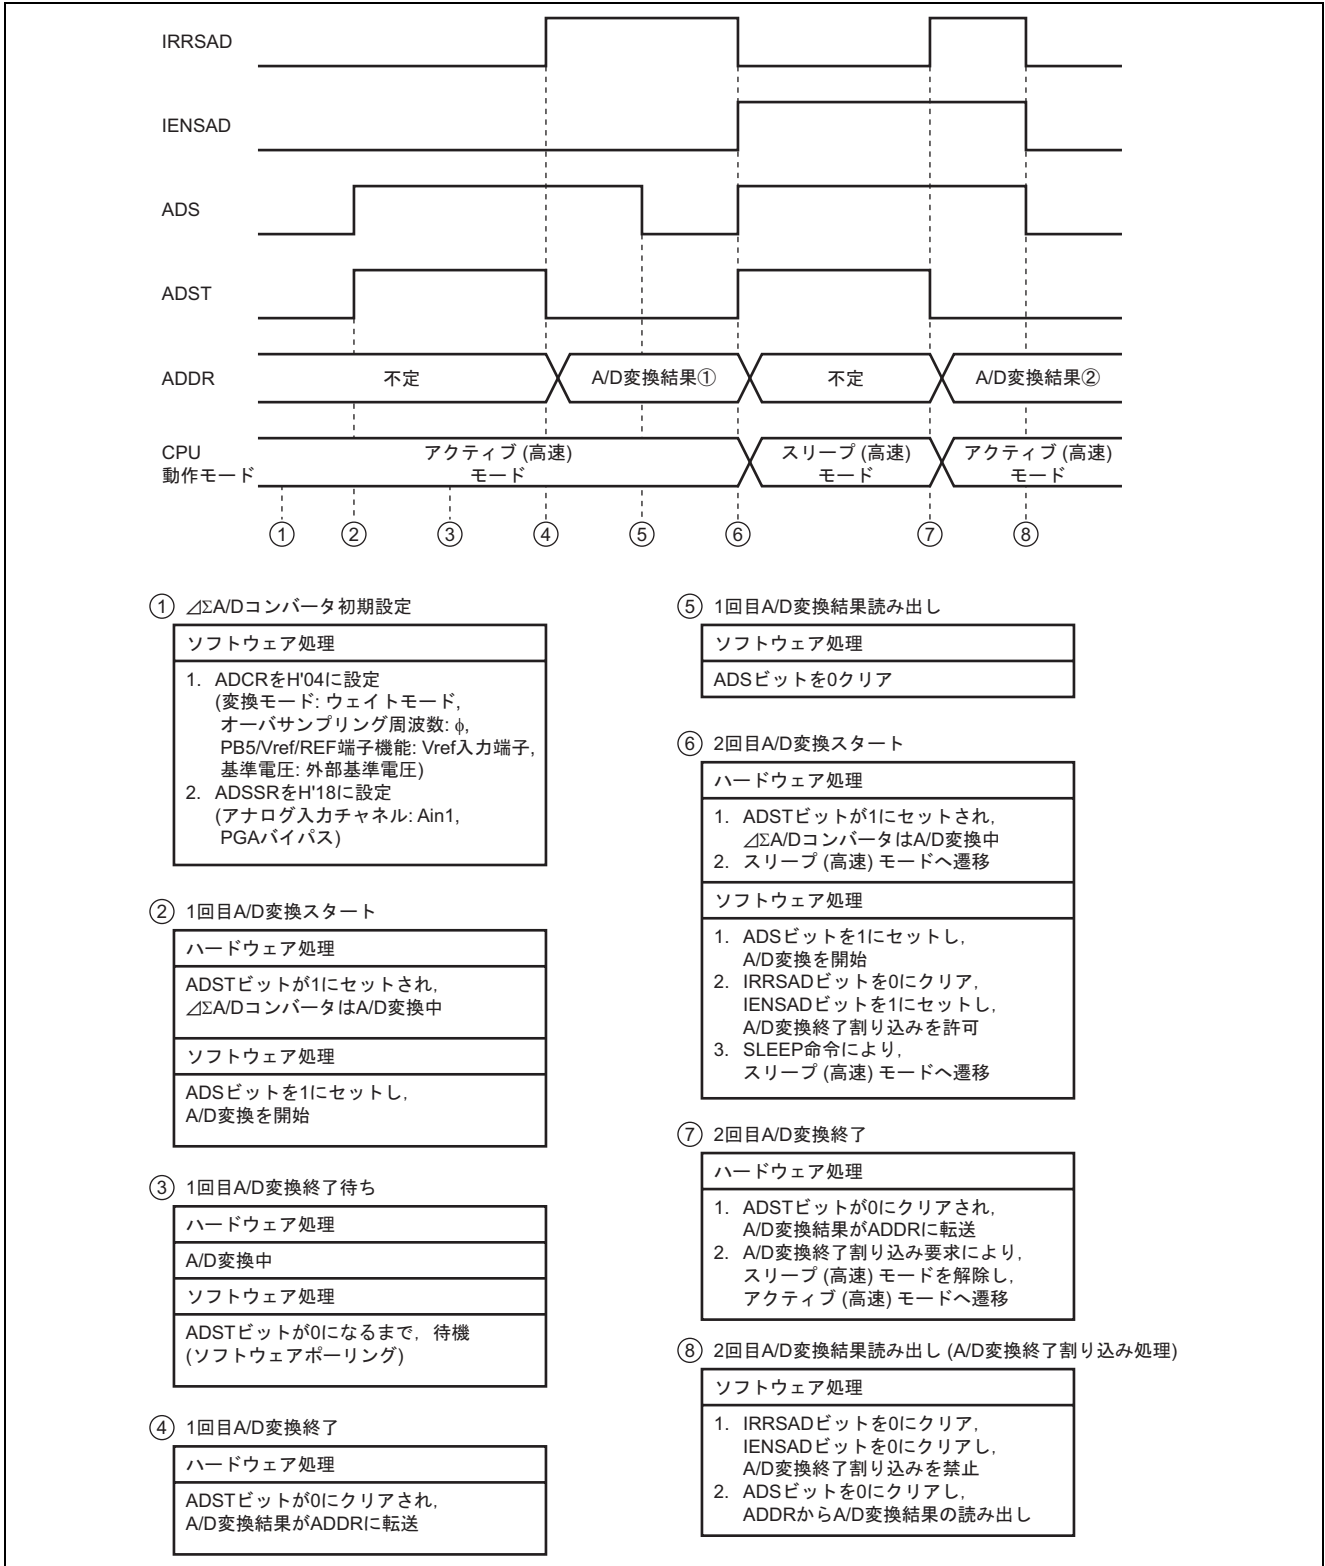 IRRSAD
IENSAD
ADS
ADST
ADDR
不定
A/D変換結果①
不定
A/D変換結果②
CPU
動作モード
アクティブ (高速)
モード
スリープ (高速)
モード
アクティブ (高速)
モード
① ② ③ ④ ⑤ ⑥ ⑦ ⑧
① ⊿ΣA/Dコンバータ初期設定
ソフトウェア処理
1. ADCRをH'04に設定
(変換モード: ウェイトモード,
オーバサンプリング周波数: φ,
PB5/Vref/REF端子機能: Vref入力端子,
基準電圧: 外部基準電圧)
2. ADSSRをH'18に設定
(アナログ入力チャネル: Ain1,
PGAバイパス)
② 1回目A/D変換スタート
ハードウェア処理
ADSTビットが1にセットされ,
⊿ΣA/DコンバータはA/D変換中
ソフトウェア処理
ADSビットを1にセットし,
A/D変換を開始
③ 1回目A/D変換終了待ち
ハードウェア処理
A/D変換中
ソフトウェア処理
ADSTビットが0になるまで, 待機
(ソフトウェアポーリング)
④ 1回目A/D変換終了
ハードウェア処理
ADSTビットが0にクリアされ,
A/D変換結果がADDRに転送
⑤ 1回目A/D変換結果読み出し
ソフトウェア処理
ADSビットを0クリア
⑥ 2回目A/D変換スタート
ハードウェア処理
1. ADSTビットが1にセットされ,
⊿ΣA/DコンバータはA/D変換中
2. スリープ (高速) モードへ遷移
ソフトウェア処理
1. ADSビットを1にセットし,
A/D変換を開始
2. IRRSADビットを0にクリア,
IENSADビットを1にセットし,
A/D変換終了割り込みを許可
3. SLEEP命令により,
スリープ (高速) モードへ遷移
⑦ 2回目A/D変換終了
ハードウェア処理
1. ADSTビットが0にクリアされ,
A/D変換結果がADDRに転送
2. A/D変換終了割り込み要求により,
スリープ (高速) モードを解除し,
アクティブ (高速) モードへ遷移
⑧ 2回目A/D変換結果読み出し (A/D変換終了割り込み処理)
ソフトウェア処理
1. IRRSADビットを0にクリア,
IENSADビットを0にクリアし,
A/D変換終了割り込みを禁止
2. ADSビットを0にクリアし,
ADDRからA/D変換結果の読み出し